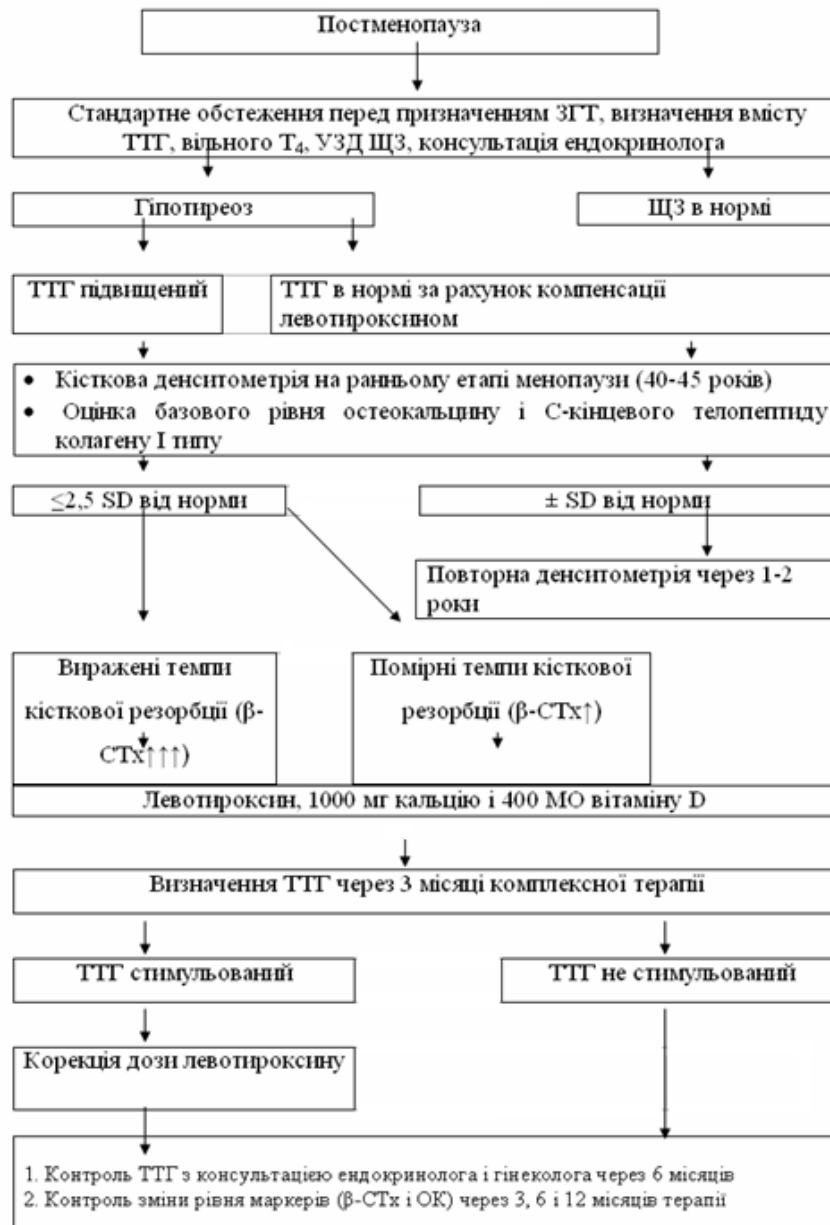 Постменопауза
Стандартне обстеження перед призначенням ЗГТ, визначення вмісту
ТТГ, вільного Т₄, УЗД ЩЗ, консультація ендокринолога
Гіпотиреоз
ЩЗ в нормі
ТТГ підвищений
ТТГ в нормі за рахунок компенсації
левотироксином
• Кісткова денситометрія на ранньому етапі менопаузи (40-45 років)
• Оцінка базового рівня остеокальцину і С-кінцевого телопептиду
колагену І типу
≤2,5 SD від норми
± SD від норми
Повторна денситометрія через 1-2
роки
Виражені темпи
кісткової резорбції (β-
СТх↑↑↑)
Помірні темпи кісткової
резорбції (β-СТх↑)
Левотироксин, 1000 мг кальцію і 400 МО вітаміну D
Визначення ТТГ через 3 місяці комплексної терапії
ТТГ стимульований
ТТГ не стимульований
Корекція дози левотироксину
1. Контроль ТТГ з консультацією ендокринолога і гінеколога через 6 місяців
2. Контроль зміни рівня маркерів (β-СТх і ОК) через 3, 6 і 12 місяців терапії